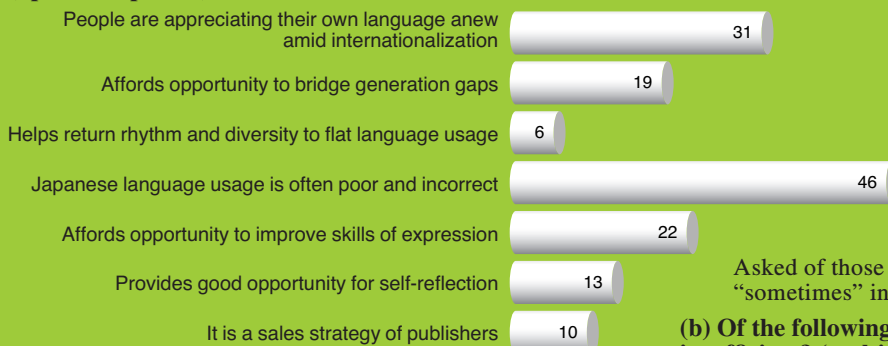 People are appreciating their own language anew
amid internationalization
31
Affords opportunity to bridge generation gaps
19
Helps return rhythm and diversity to flat language usage
6
Japanese language usage is often poor and incorrect
46
Affords opportunity to improve skills of expression
22
Provides good opportunity for self-reflection
13
It is a sales strategy of publishers
10
Asked of those
“sometimes” in
(b) Of the following